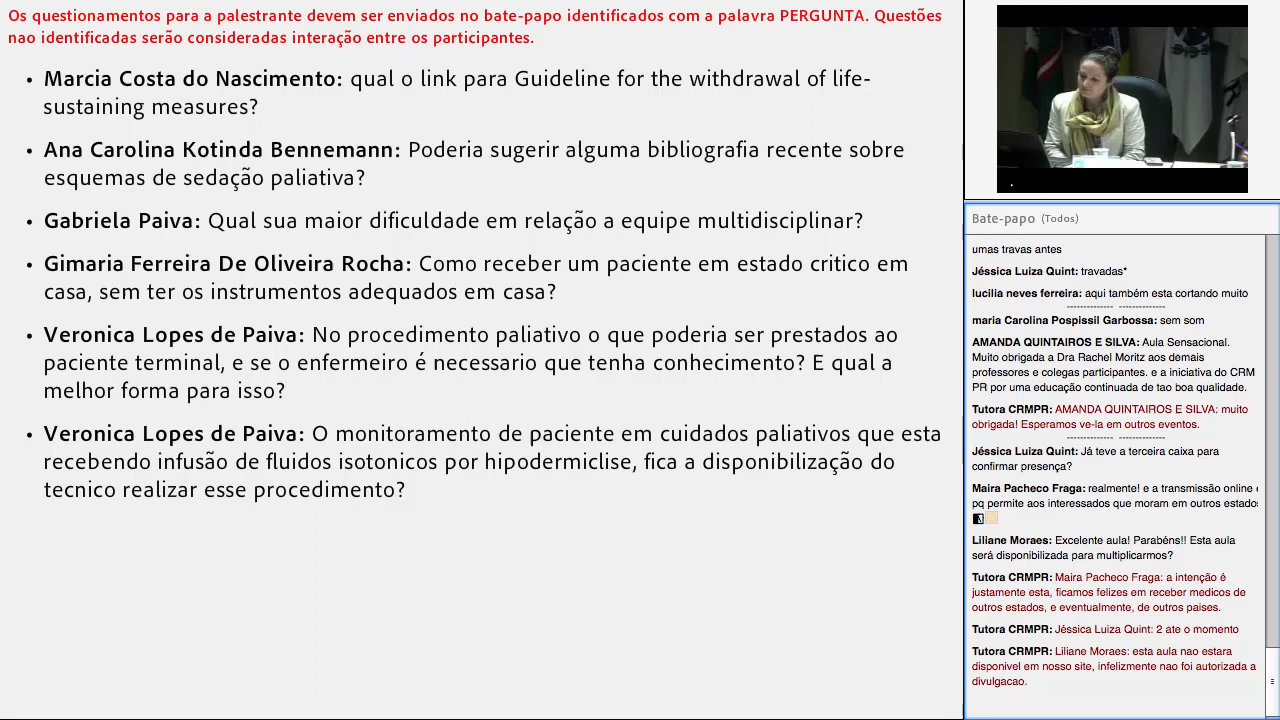 Os questionamentos para a palestrante devem ser enviados no bate-papo identificados com a palavra PERGUNTA. Questões
nao identificadas serão consideradas interação entre os participantes.
• Marcia Costa do Nascimento: qual o link para Guideline for the withdrawal of life-
sustaining measures?
• Ana Carolina Kotinda Bennemann: Poderia sugerir alguma bibliografia recente sobre
esquemas de sedação paliativa?
• Gabriela Paiva: Qual sua maior dificuldade em relação a equipe multidisciplinar?
• Gimaria Ferreira De Oliveira Rocha: Como receber um paciente em estado critico em
casa, sem ter os instrumentos adequados em casa?
• Veronica Lopes de Paiva: No procedimento paliativo o que poderia ser prestados ao
paciente terminal, e se o enfermeiro é necessario que tenha conhecimento? E qual a
melhor forma para isso?
• Veronica Lopes de Paiva: O monitoramento de paciente em cuidados paliativos que esta
recebendo infusão de fluidos isotonicos por hipodermiclise, fica a disponibilização do
tecnico realizar esse procedimento?
Bate-papo (Todos)
umas travas antes
Jéssica Luiza Quint: travadas*
lucilia neves ferreira: aqui também esta cortando muito
-------------- --------------
maria Carolina Pospissil Garbossa: sem som
AMANDA QUINTAIROS E SILVA: Aula Sensacional.
Muito obrigada a Dra Rachel Moritz aos demais
professores e colegas participantes. e a iniciativa do CRM
PR por uma educação continuada de tao boa qualidade.
Tutora CRMPR: AMANDA QUINTAIROS E SILVA: muito
obrigada! Esperamos ve-la em outros eventos.
-------------- --------------
Jéssica Luiza Quint: Já teve a terceira caixa para
confirmar presença?
Maira Pacheco Fraga: realmente! e a transmissão online
pq permite aos interessados que moram em outros estados
Liliane Moraes: Excelente aula! Parabéns!! Esta aula
será disponibilizada para multiplicarmos?
Tutora CRMPR: Maira Pacheco Fraga: a intenção é
justamente esta, ficamos felizes em receber medicos de
outros estados, e eventualmente, de outros paises.
Tutora CRMPR: Jéssica Luiza Quint: 2 ate o momento
Tutora CRMPR: Liliane Moraes: esta aula nao estara
disponivel em nosso site, infelizmente nao foi autorizada a
divulgacao.